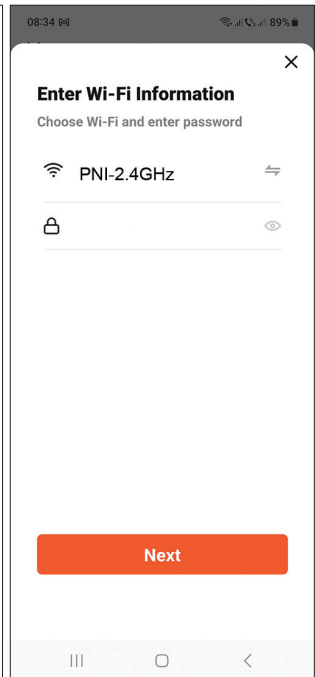 08:34
89%
Enter Wi-Fi Information
Choose Wi-Fi and enter password
PNI-2.4GHz
Next